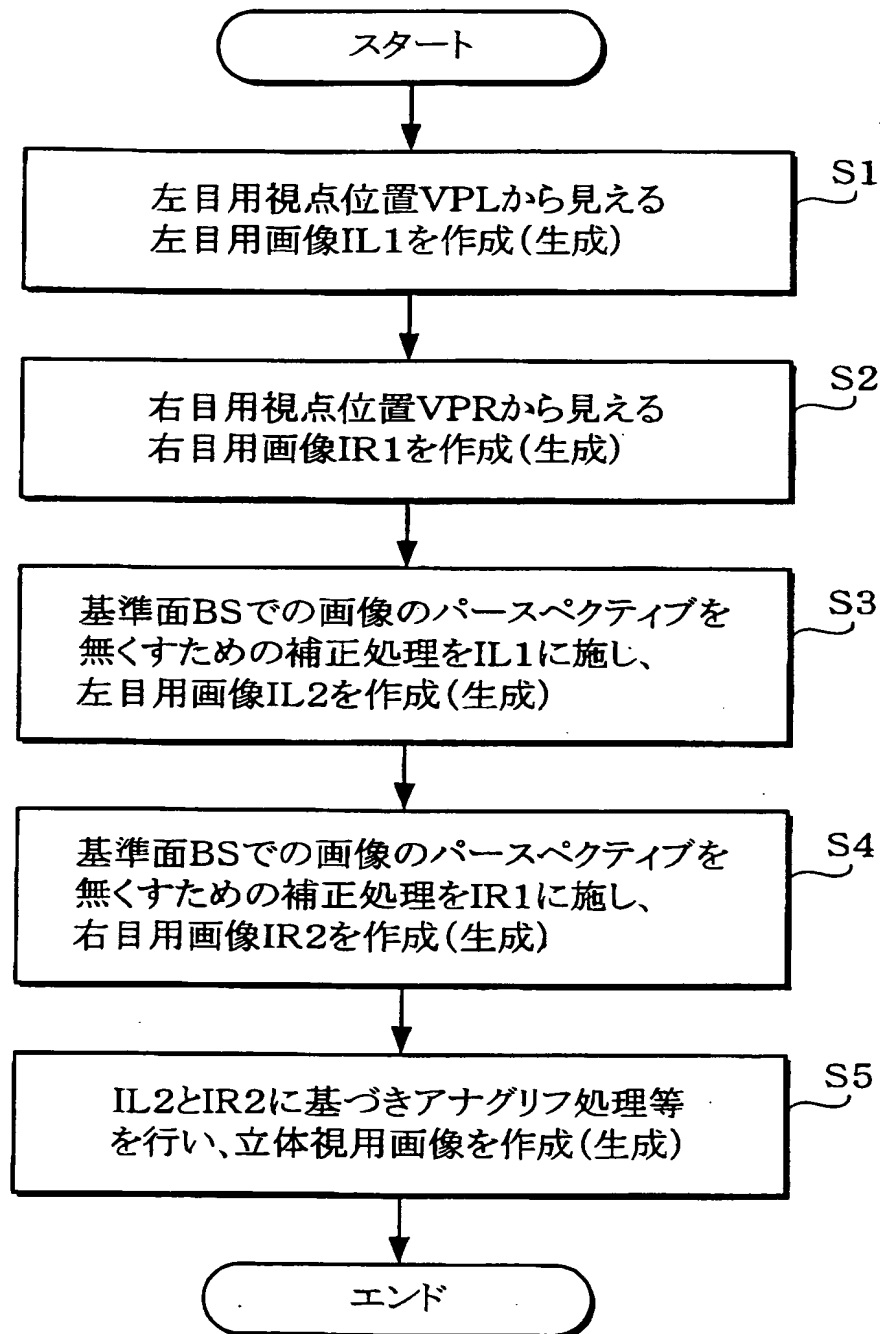 スタート
S1
左目用視点位置VPLから見える
左目用画像IL1を作成(生成)
S2
右目用視点位置VPRから見える
右目用画像IR1を作成(生成)
S3
基準面BSでの画像のパースペクティブを
無くすための補正処理をIL1に施し、
左目用画像IL2を作成(生成)
S4
基準面BSでの画像のパースペクティブを
無くすための補正処理をIR1に施し、
右目用画像IR2を作成(生成)
S5
IL2とIR2に基づきアナグリフ処理等
を行い、立体視用画像を作成(生成)
エンド